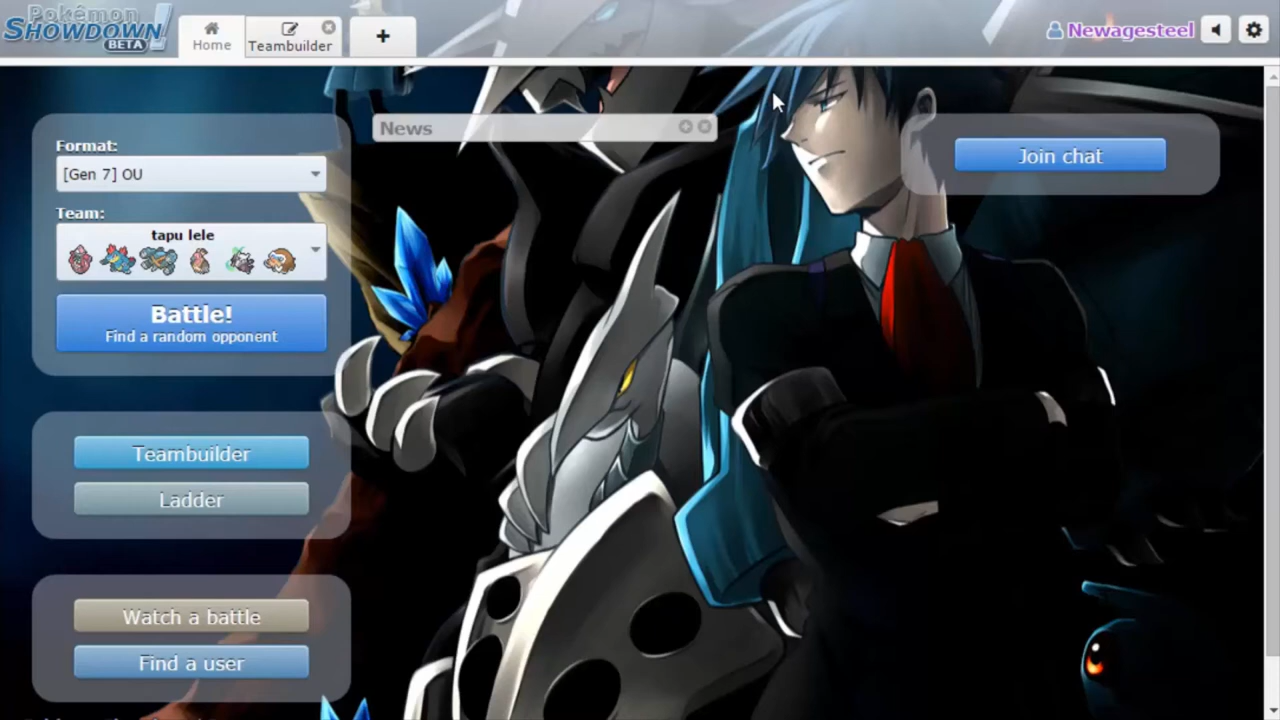 Pokémon
SHOWDOWN!
BETA
Home
Teambuilder
+
Newagesteel
Format:
[Gen 7] OU
Team:
tapu lele
Battle!
Find a random opponent
News
Join chat
Teambuilder
Ladder
Watch a battle
Find a user